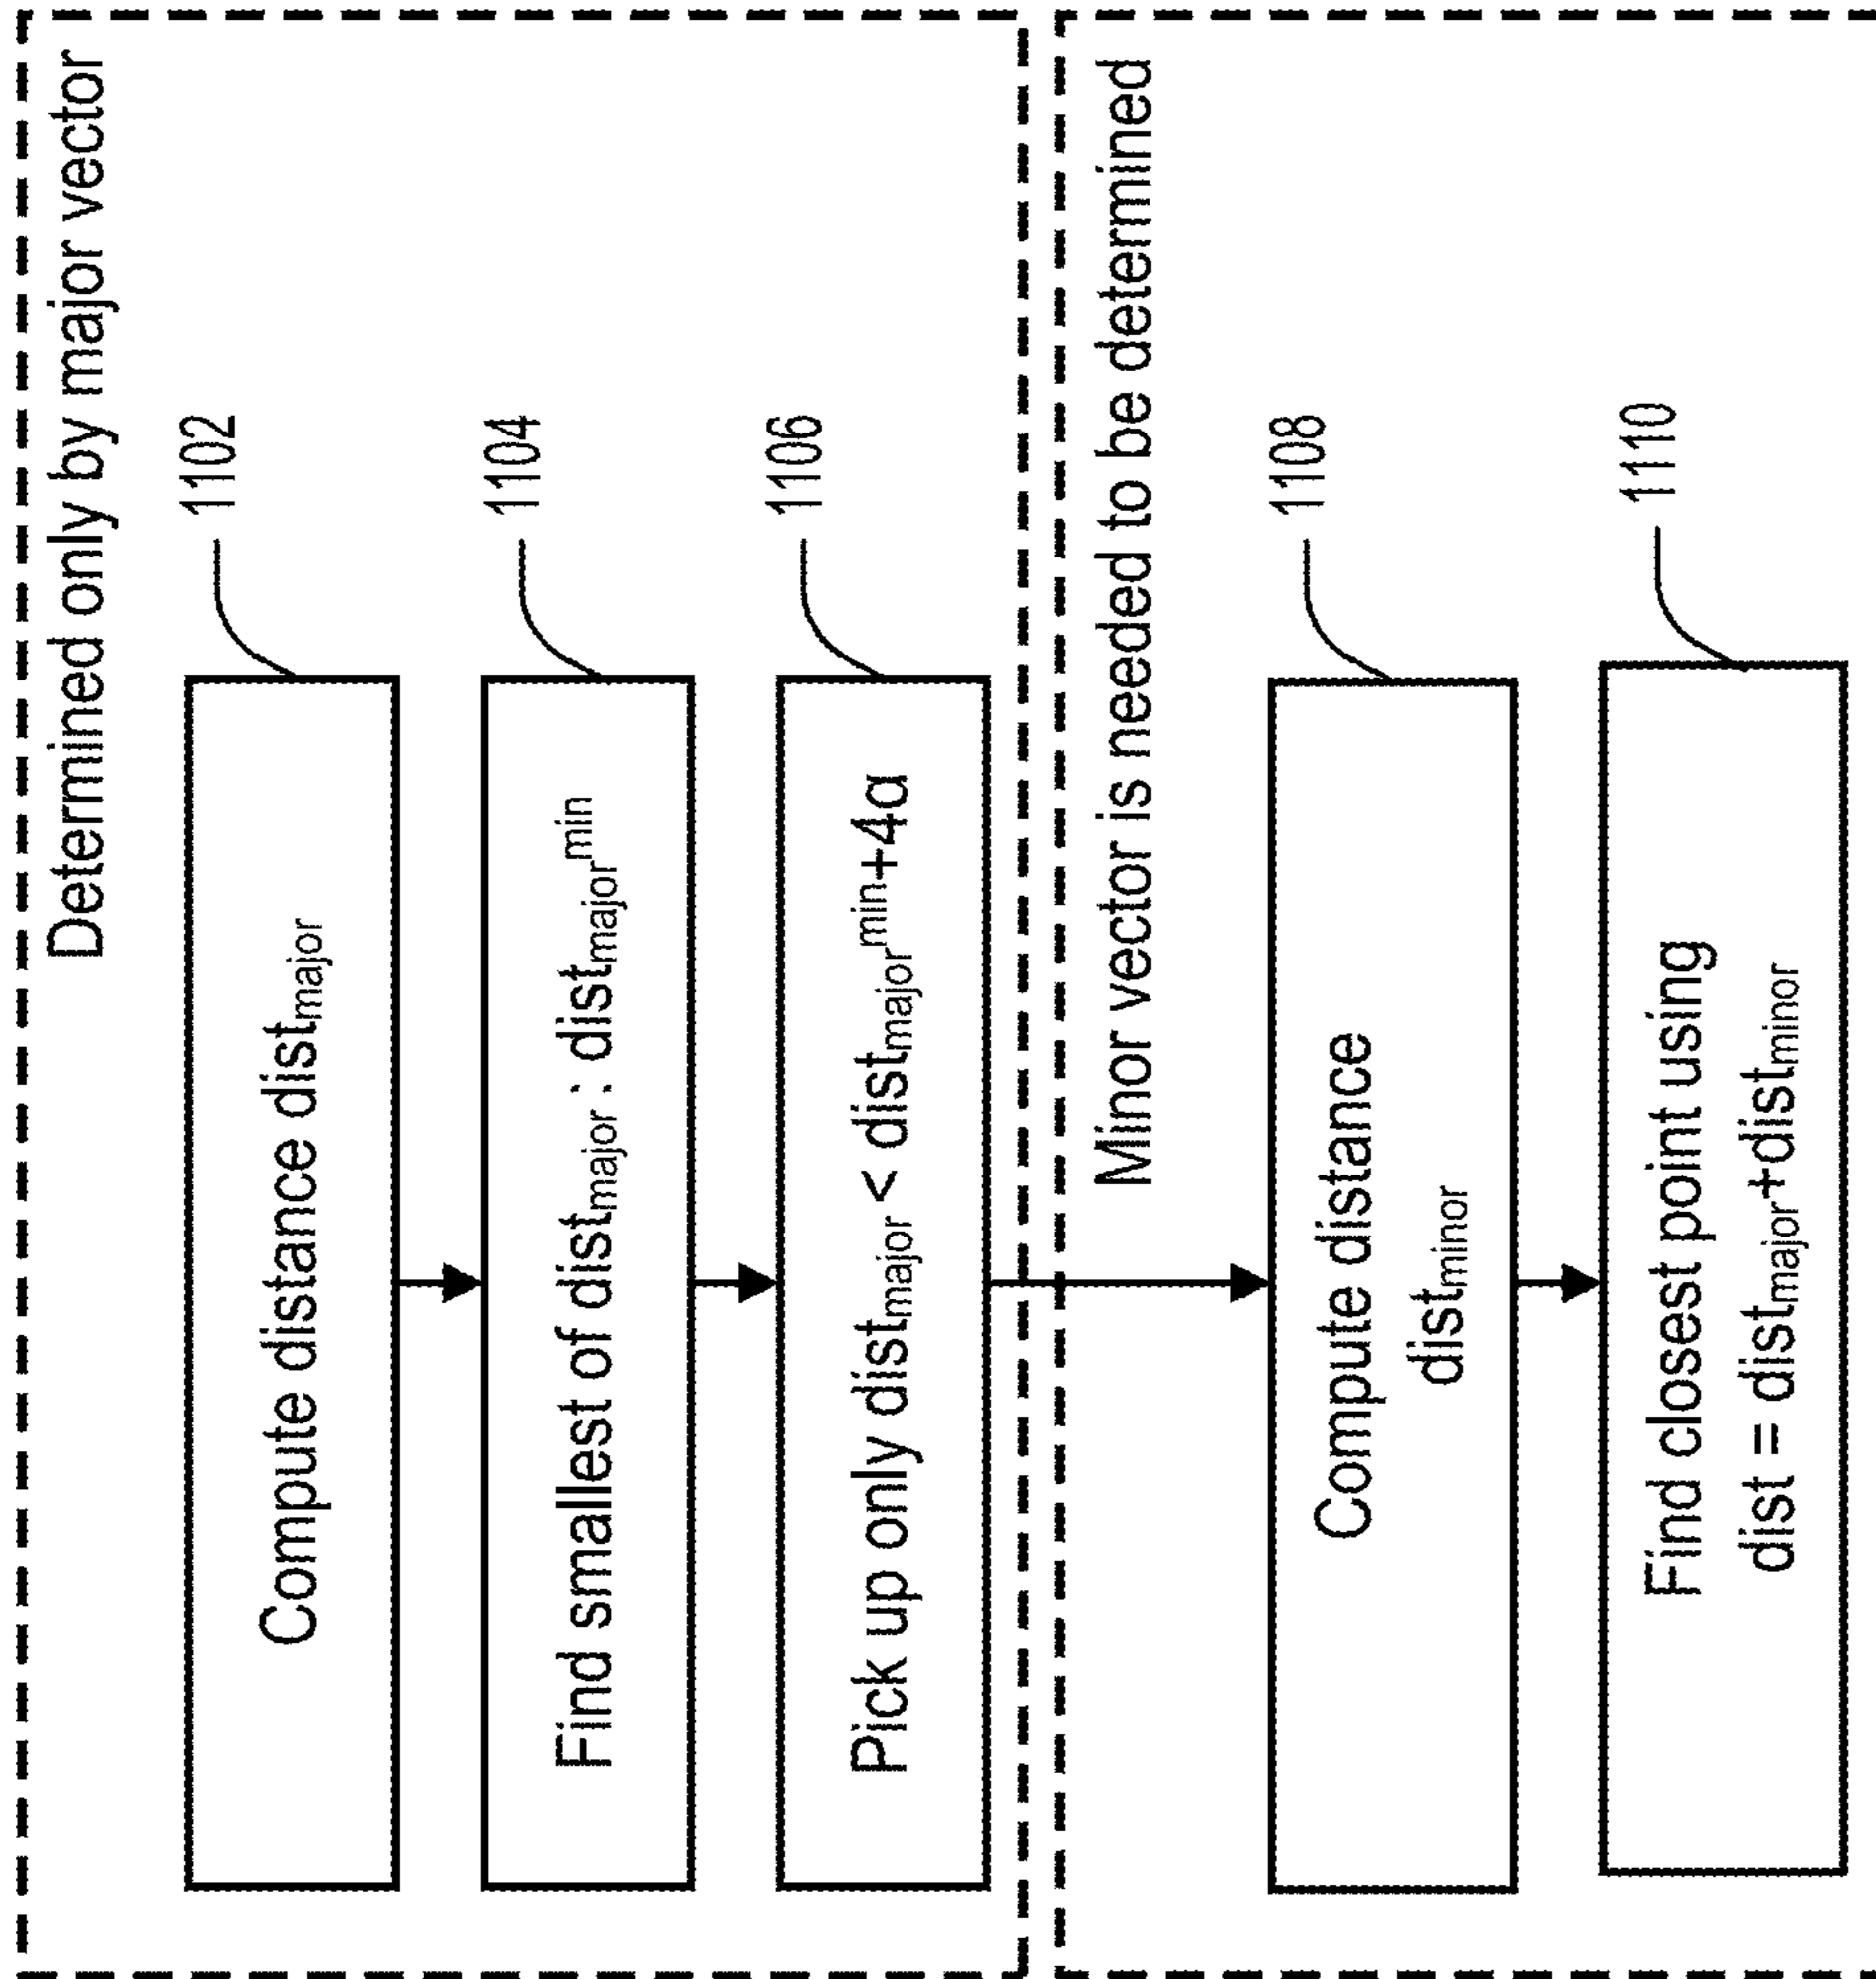 Determined only by major vector
1102
Compute distance dist_major
1104
Find smallest of dist_major : dist_major^min
1106
Pick up only dist_major < dist_major^min+4α
Minor vector is needed to be determined
1108
Compute distance
dist_minor
1110
Find closest point using
dist = dist_major+dist_minor